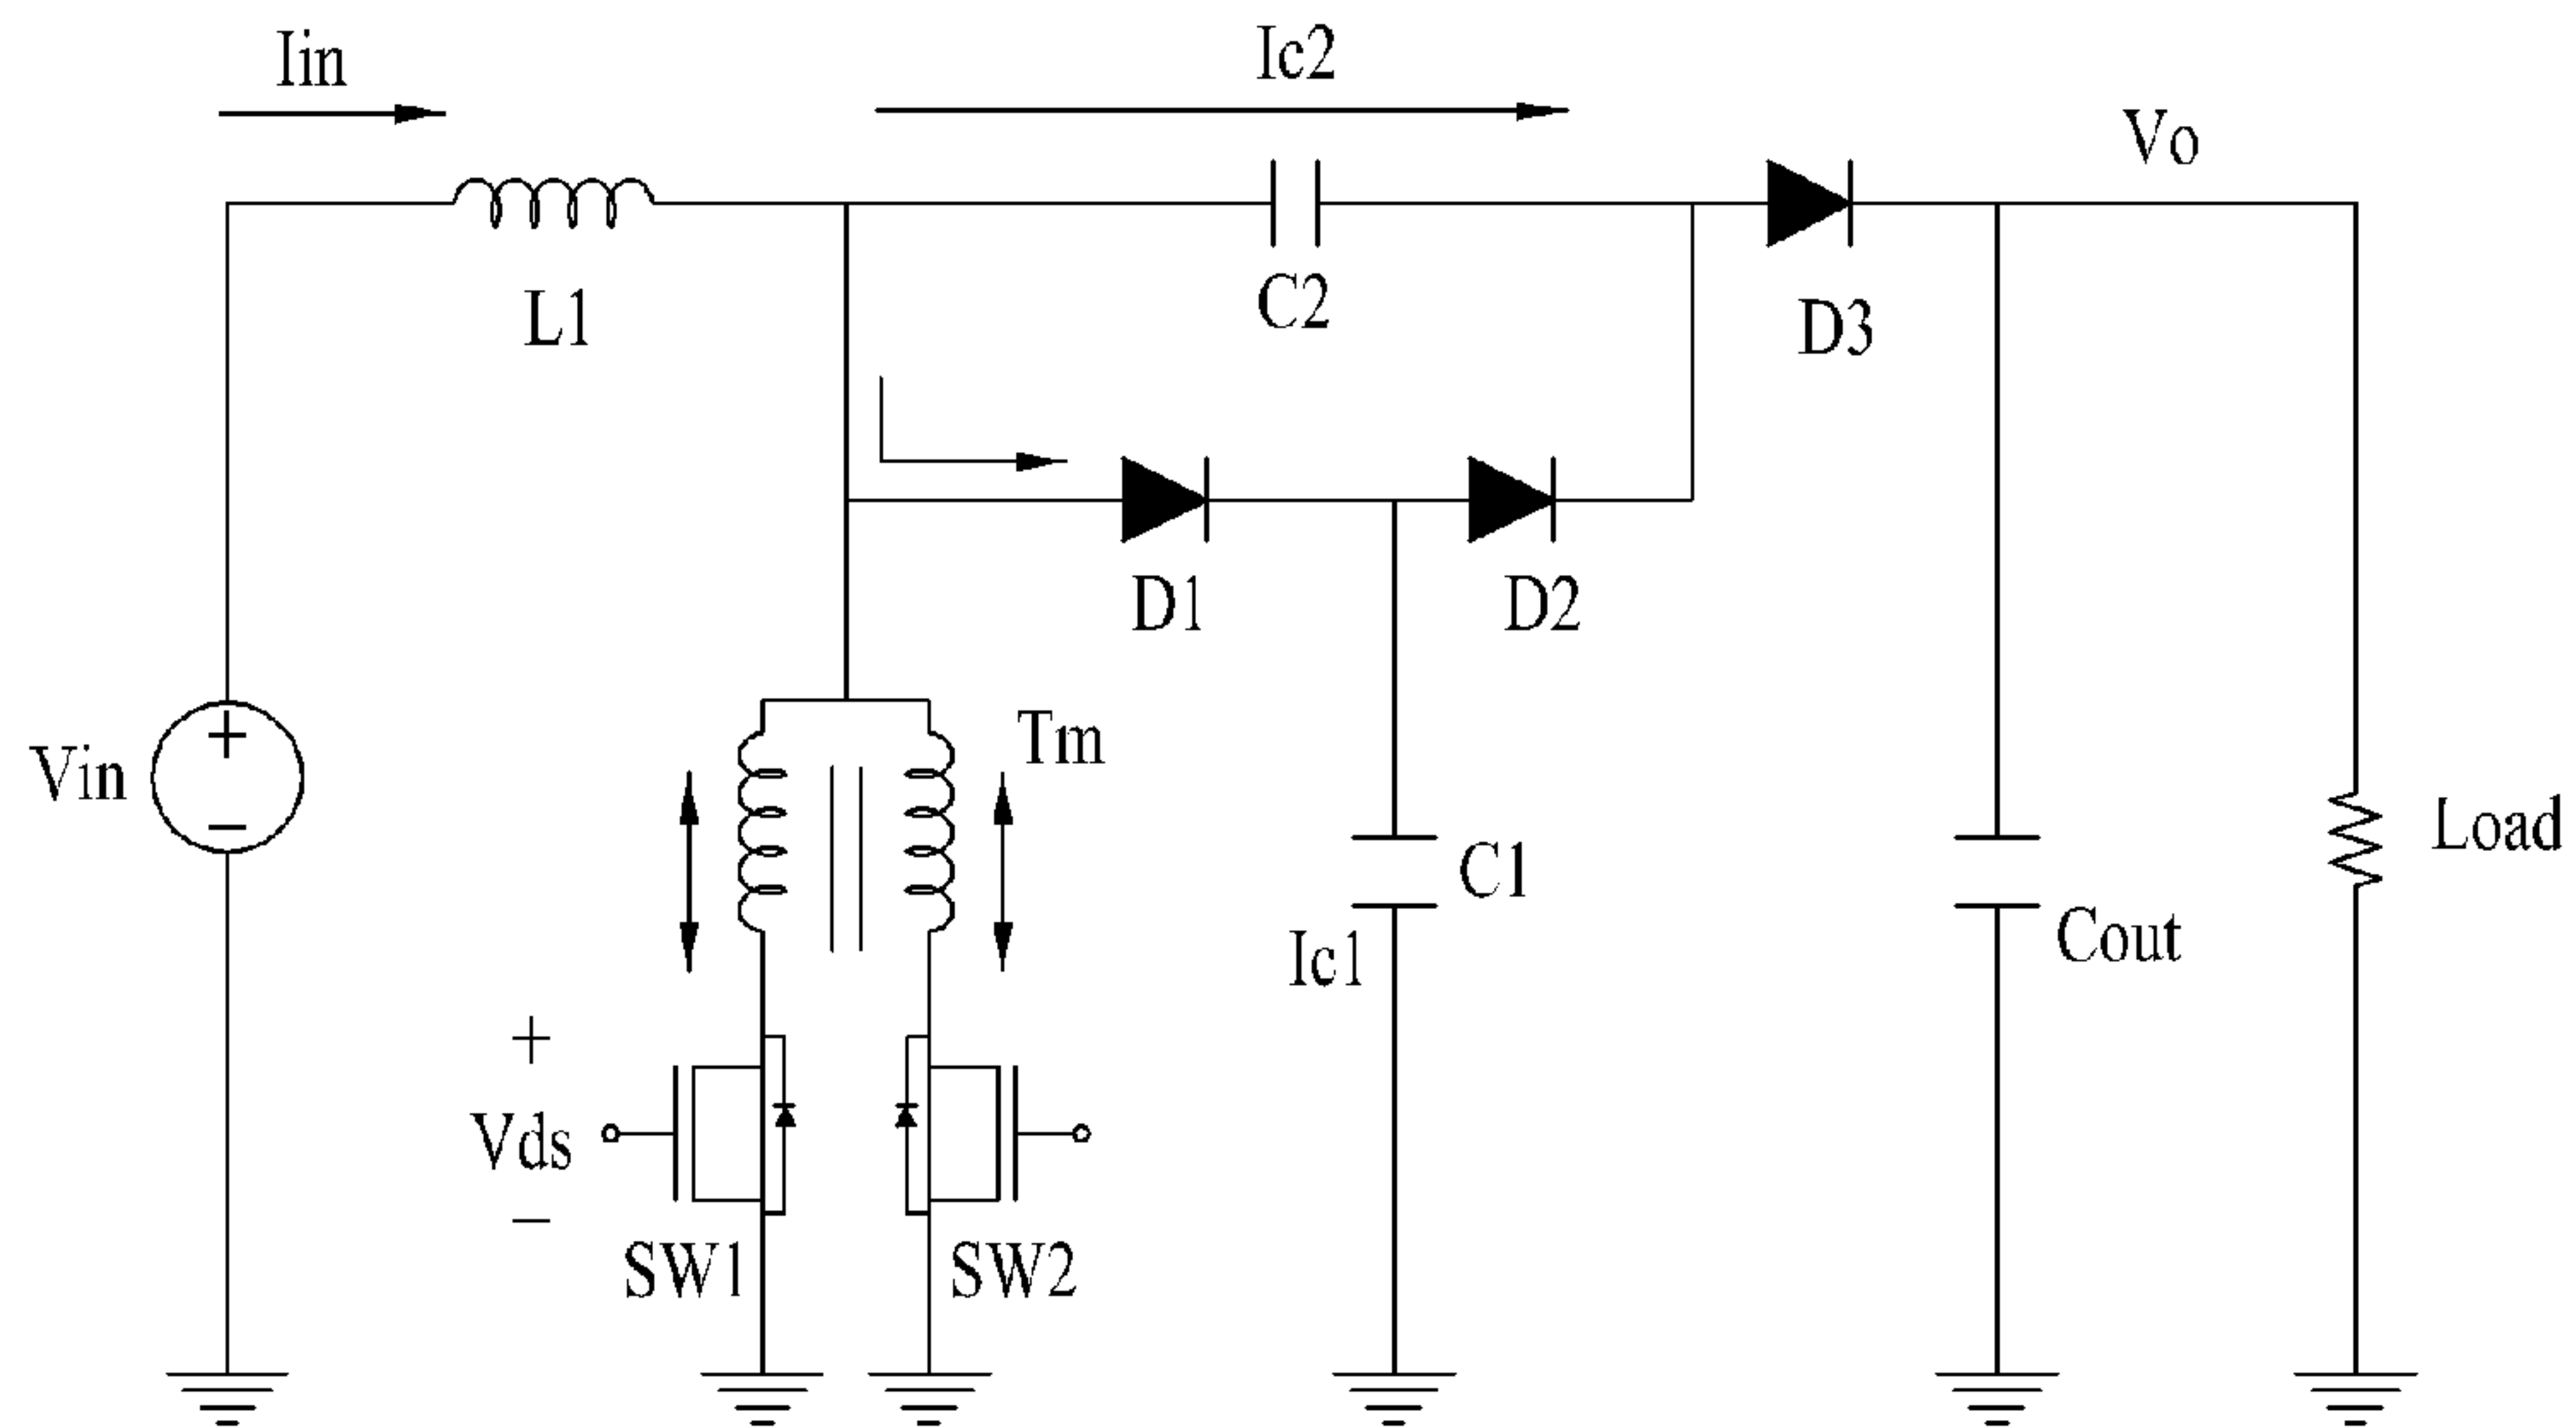 Iin
Ic2
Vo
L1
C2
D3
D1
D2
Tm
Vin
+
−
Load
C1
Cout
Ic1
+
Vds
−
SW1
SW2